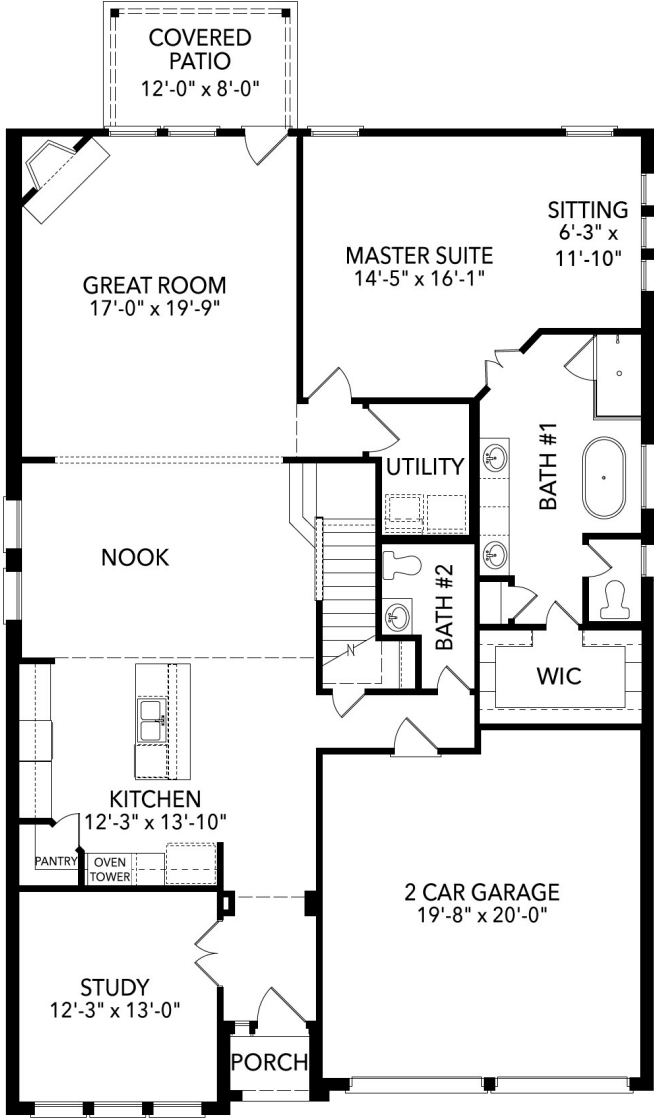 COVERED
PATIO
12'-0" x 8'-0"
SITTING
6'-3" x
11'-10"
MASTER SUITE
14'-5" x 16'-1"
GREAT ROOM
17'-0" x 19'-9"
BATH #1
UTILITY
NOOK
BATH #2
N
WIC
KITCHEN
12'-3" x 13'-10"
PANTRY
OVEN
TOWER
2 CAR GARAGE
19'-8" x 20'-0"
STUDY
12'-3" x 13'-0"
PORCH